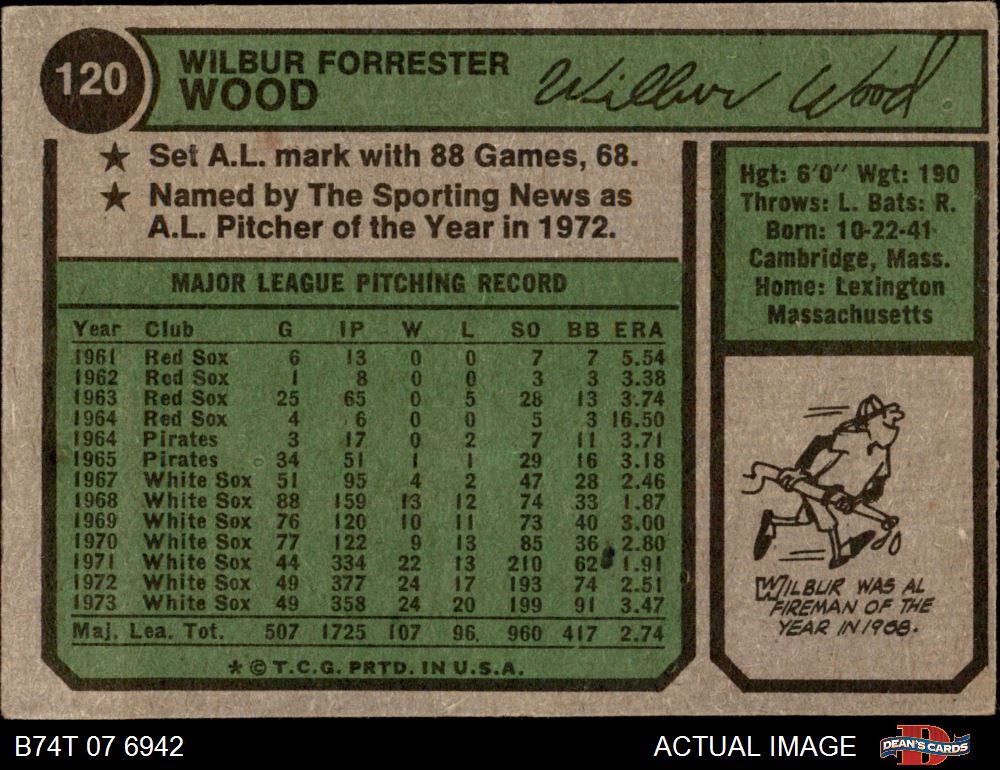 120
WILBUR FORRESTER
WOOD
Wilbur Wood
★ Set A.L. mark with 88 Games, 68.
★ Named by The Sporting News as
A.L. Pitcher of the Year in 1972.
Hgt: 6'0" Wgt: 190
Throws: L. Bats: R.
Born: 10-22-41
Cambridge, Mass.
Home: Lexington
Massachusetts
MAJOR LEAGUE PITCHING RECORD
Year Club G IP W L SO BB ERA
1961 Red Sox 6 13 0 0 7 7 5.54
1962 Red Sox 1 8 0 0 3 3 3.38
1963 Red Sox 25 65 0 5 28 13 3.74
1964 Red Sox 4 6 0 0 5 3 16.50
1964 Pirates 3 17 0 2 7 11 3.71
1965 Pirates 34 51 1 1 29 16 3.18
1967 White Sox 51 95 4 2 47 28 2.46
1968 White Sox 88 159 13 12 74 33 1.87
1969 White Sox 76 120 10 11 73 40 3.00
1970 White Sox 77 122 9 13 85 36 2.80
1971 White Sox 44 334 22 13 210 62 1.91
1972 White Sox 49 377 24 17 193 74 2.51
1973 White Sox 49 358 24 20 199 91 3.47
Maj. Lea. Tot. 507 1725 107 96 960 417 2.74
* © T.C.G. PRTD. IN U.S.A.
WILBUR WAS AL
FIREMAN OF THE
YEAR IN 1968.
B74T 07 6942
ACTUAL IMAGE
DEAN'S CARDS